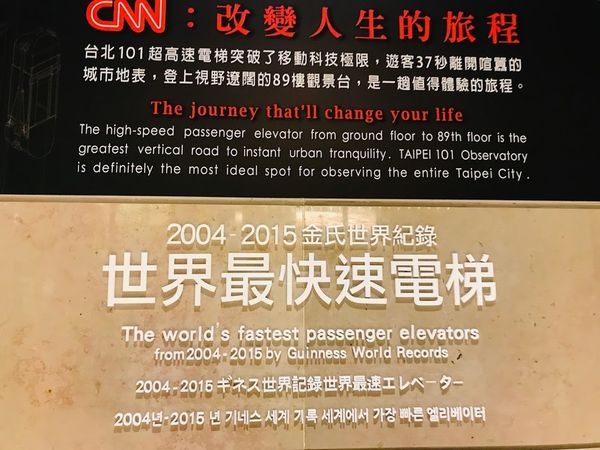 CNN：改變人生的旅程
台北101超高速電梯突破了移動科技極限，遊客37秒離開喧囂的
城市地表，登上視野遼闊的89樓觀景台，是一趟值得體驗的旅程。
The journey that'll change your life
The high-speed passenger elevator from ground floor to 89th floor is the
greatest vertical road to instant urban tranquility. TAIPEI 101 Observatory
is definitely the most ideal spot for observing the entire Taipei City.
2004-2015金氏世界紀錄
世界最快速電梯
The world's fastest passenger elevators
from 2004-2015 by Guinness World Records
2004-2015ギネス世界記録世界最速エレベーター
2004년-2015 년 기네스 세계 기록 세계에서 가장 빠른 엘리베이터